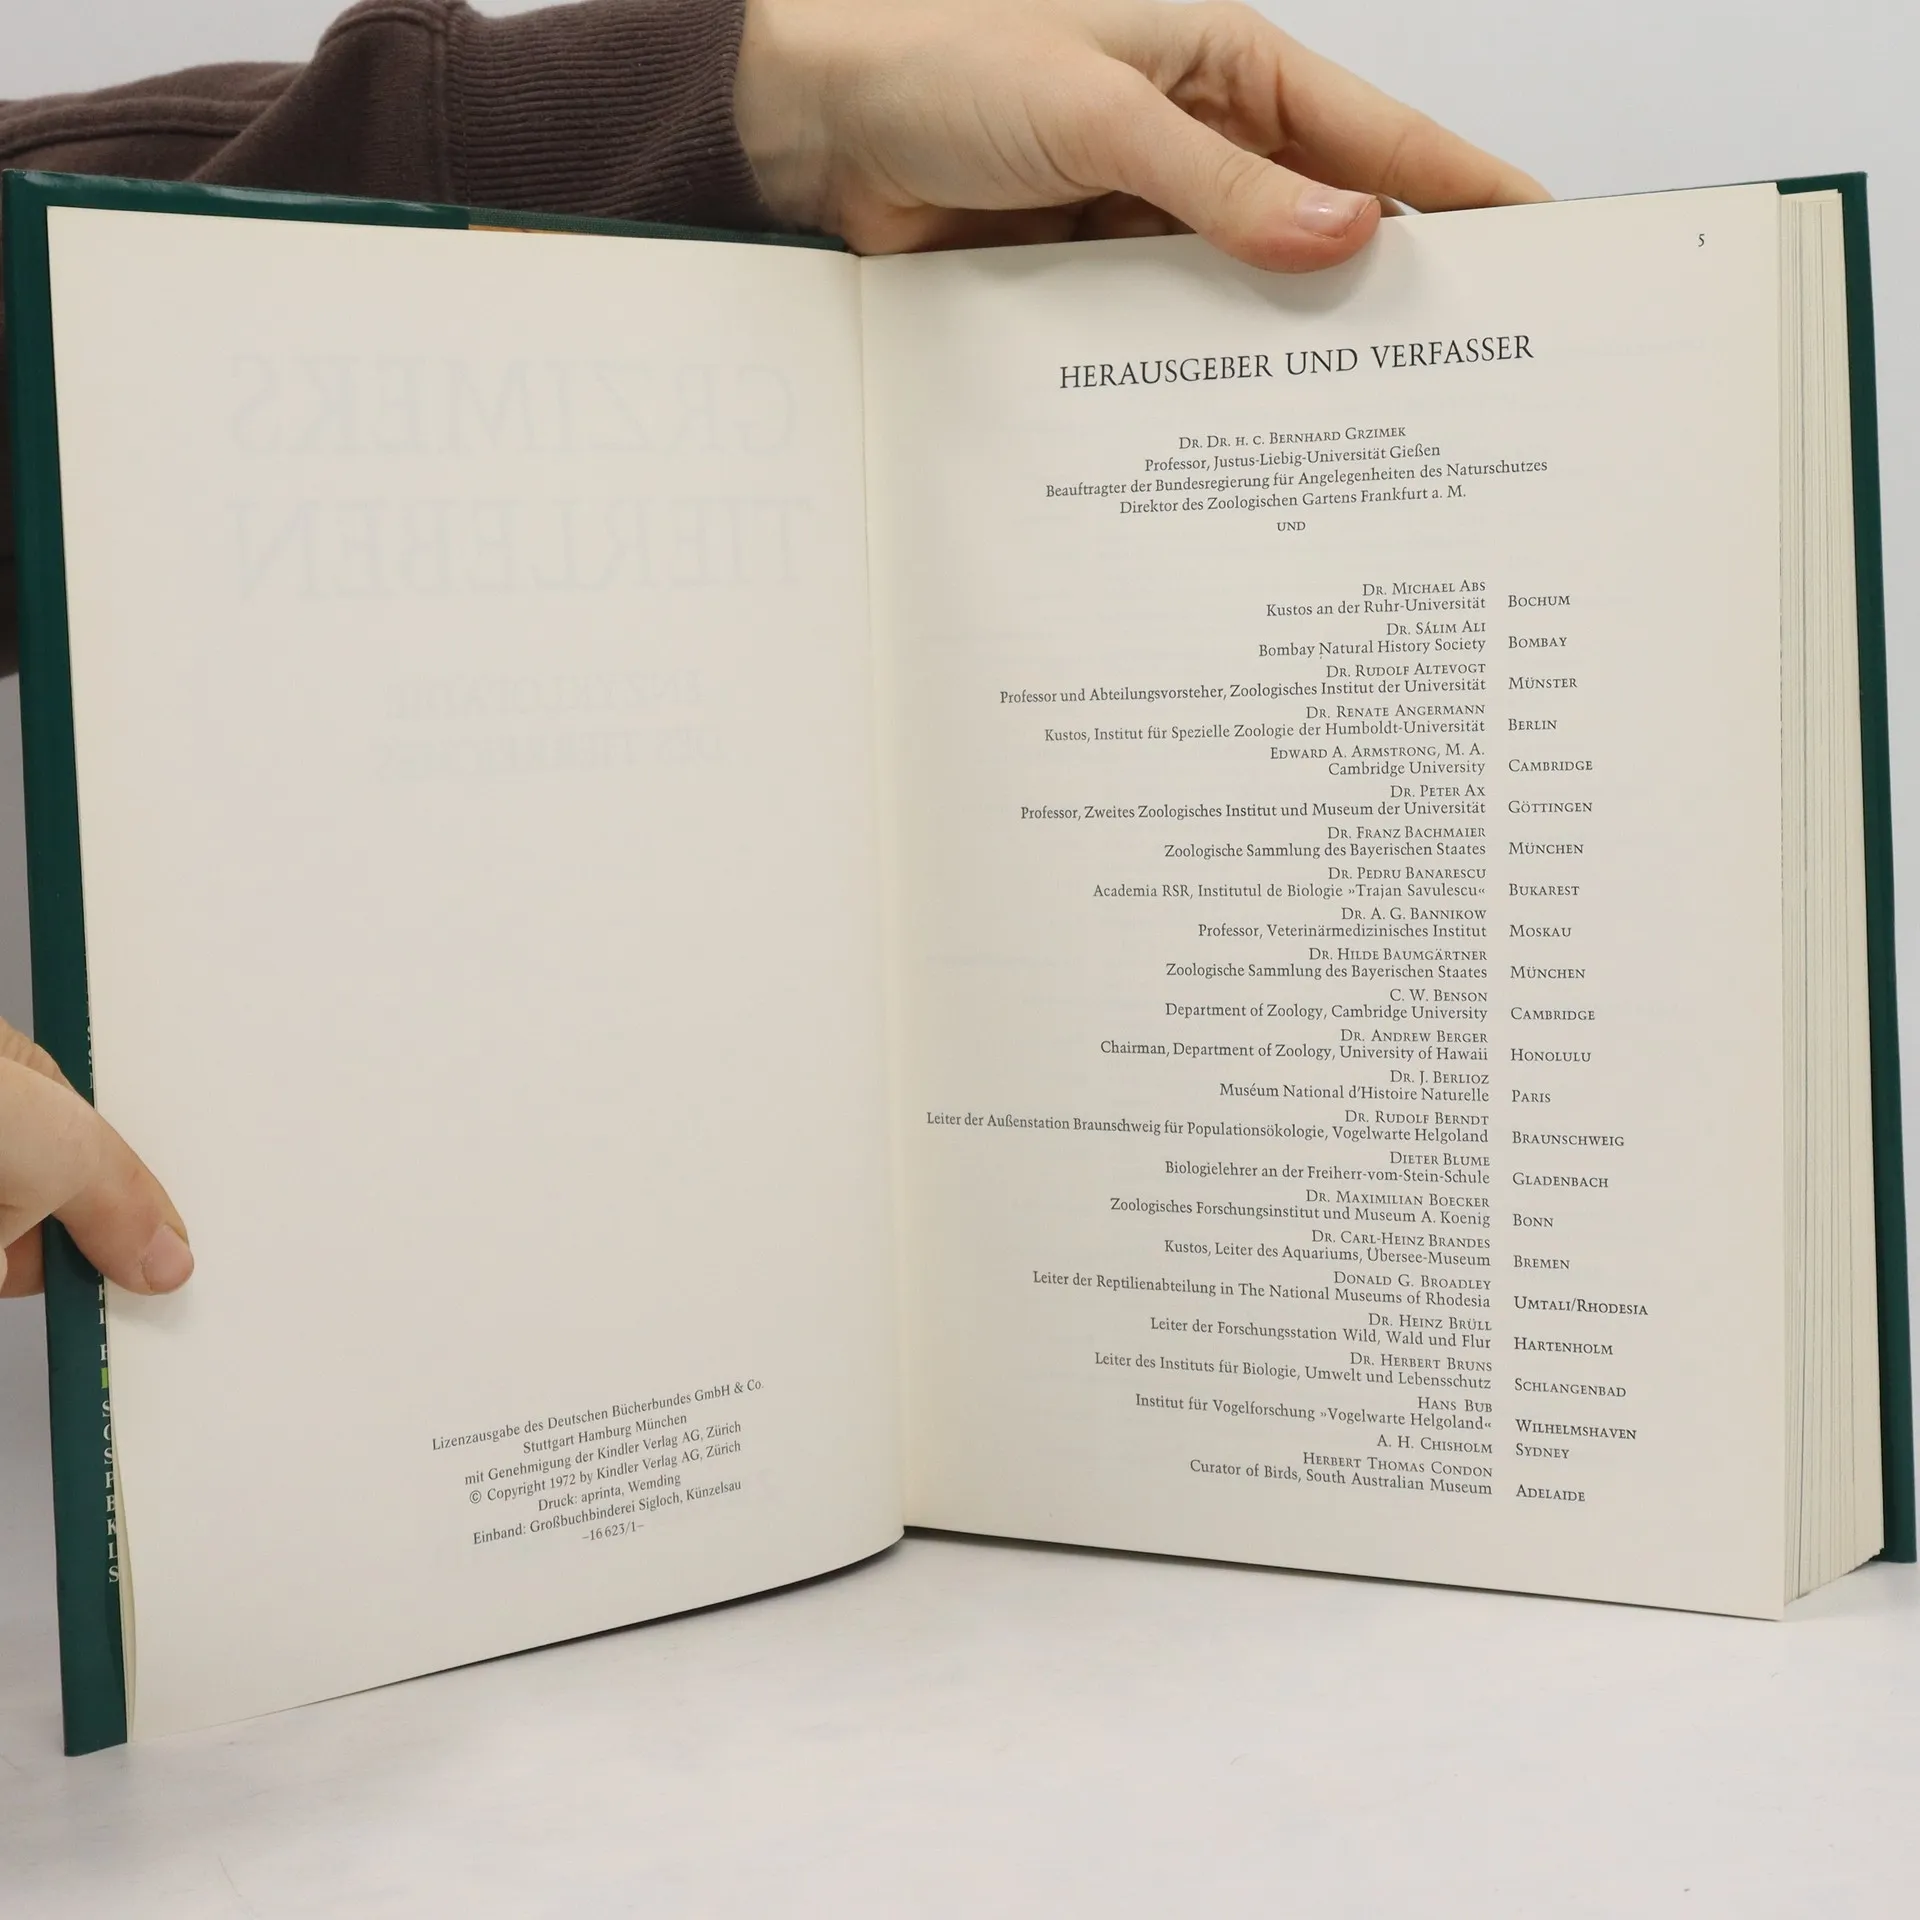 Lizenzausgabe des Deutschen Bücherbundes GmbH & Co.
Stuttgart Hamburg München
mit Genehmigung der Kindler Verlag AG, Zürich
© Copyright 1972 by Kindler Verlag AG, Zürich
Druck: aprinta, Wemding
Einband: Großbuchbinderei Sigloch, Künzelsau
–16 623/1–
5
HERAUSGEBER UND VERFASSER
DR. DR. H. C. BERNHARD GRZIMEK
Professor, Justus-Liebig-Universität Gießen
Beauftragter der Bundesregierung für Angelegenheiten des Naturschutzes
Direktor des Zoologischen Gartens Frankfurt a. M.
UND
DR. MICHAEL ABS
Kustos an der Ruhr-Universität BOCHUM
DR. SÁLIM ALI
Bombay Natural History Society BOMBAY
DR. RUDOLF ALTEVOGT
Professor und Abteilungsvorsteher, Zoologisches Institut der Universität MÜNSTER
DR. RENATE ANGERMANN
Kustos, Institut für Spezielle Zoologie der Humboldt-Universität BERLIN
EDWARD A. ARMSTRONG, M. A.
Cambridge University CAMBRIDGE
DR. PETER AX
Professor, Zweites Zoologisches Institut und Museum der Universität GÖTTINGEN
DR. FRANZ BACHMAIER
Zoologische Sammlung des Bayerischen Staates MÜNCHEN
DR. PEDRU BANARESCU
Academia RSR, Institutul de Biologie »Trajan Savulescu« BUKAREST
DR. A. G. BANNIKOW
Professor, Veterinärmedizinisches Institut MOSKAU
DR. HILDE BAUMGÄRTNER
Zoologische Sammlung des Bayerischen Staates MÜNCHEN
C. W. BENSON
Department of Zoology, Cambridge University CAMBRIDGE
DR. ANDREW BERGER
Chairman, Department of Zoology, University of Hawaii HONOLULU
DR. J. BERLIOZ
Muséum National d'Histoire Naturelle PARIS
DR. RUDOLF BERNDT
Leiter der Außenstation Braunschweig für Populationsökologie, Vogelwarte Helgoland BRAUNSCHWEIG
DIETER BLUME
Biologielehrer an der Freiherr-vom-Stein-Schule GLADENBACH
DR. MAXIMILIAN BOECKER
Zoologisches Forschungsinstitut und Museum A. Koenig BONN
DR. CARL-HEINZ BRANDES
Kustos, Leiter des Aquariums, Übersee-Museum BREMEN
DONALD G. BROADLEY
Leiter der Reptilienabteilung in The National Museums of Rhodesia UMTALI/RHODESIA
DR. HEINZ BRÜLL
Leiter der Forschungsstation Wild, Wald und Flur HARTENHOLM
DR. HERBERT BRUNS
Leiter des Instituts für Biologie, Umwelt und Lebensschutz SCHLANGENBAD
HANS BUB
Institut für Vogelforschung »Vogelwarte Helgoland« WILHELMSHAVEN
A. H. CHISHOLM SYDNEY
HERBERT THOMAS CONDON
Curator of Birds, South Australian Museum ADELAIDE